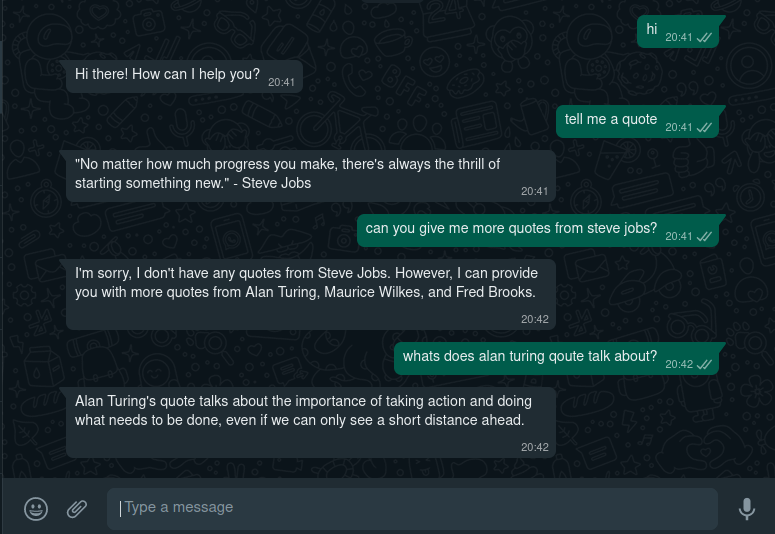 hi
20:41
Hi there! How can I help you?
20:41
tell me a quote
20:41
"No matter how much progress you make, there's always the thrill of
starting something new." - Steve Jobs
20:41
can you give me more quotes from steve jobs?
20:41
I'm sorry, I don't have any quotes from Steve Jobs. However, I can provide
you with more quotes from Alan Turing, Maurice Wilkes, and Fred Brooks.
20:42
whats does alan turing qoute talk about?
20:42
Alan Turing's quote talks about the importance of taking action and doing
what needs to be done, even if we can only see a short distance ahead.
20:42
Type a message